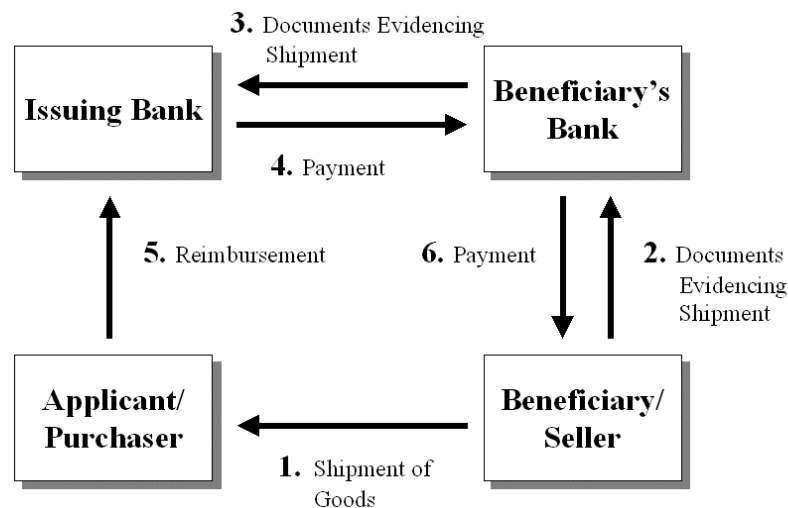 3. Documents Evidencing
Shipment
Issuing Bank
Beneficiary's
Bank
4. Payment
5. Reimbursement
6. Payment
2. Documents
Evidencing
Shipment
Applicant/
Purchaser
Beneficiary/
Seller
1. Shipment of
Goods